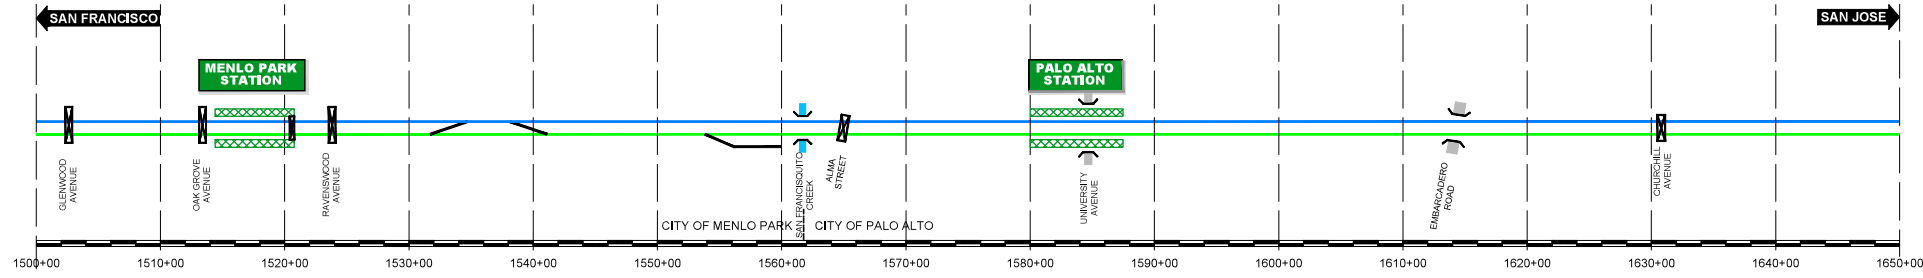 SAN FRANCISCO
SAN JOSE
MENLO PARK
STATION
PALO ALTO
STATION
GLENWOOD
AVENUE
OAK GROVE
AVENUE
RAVENSWOOD
AVENUE
SAN FRANCISQUITO
CREEK
ALMA
STREET
UNIVERSITY
AVENUE
EMBARCADERO
ROAD
CHURCHILL
AVENUE
CITY OF MENLO PARK
CITY OF PALO ALTO
1500+00
1510+00
1520+00
1530+00
1540+00
1550+00
1560+00
1570+00
1580+00
1590+00
1600+00
1610+00
1620+00
1630+00
1640+00
1650+00